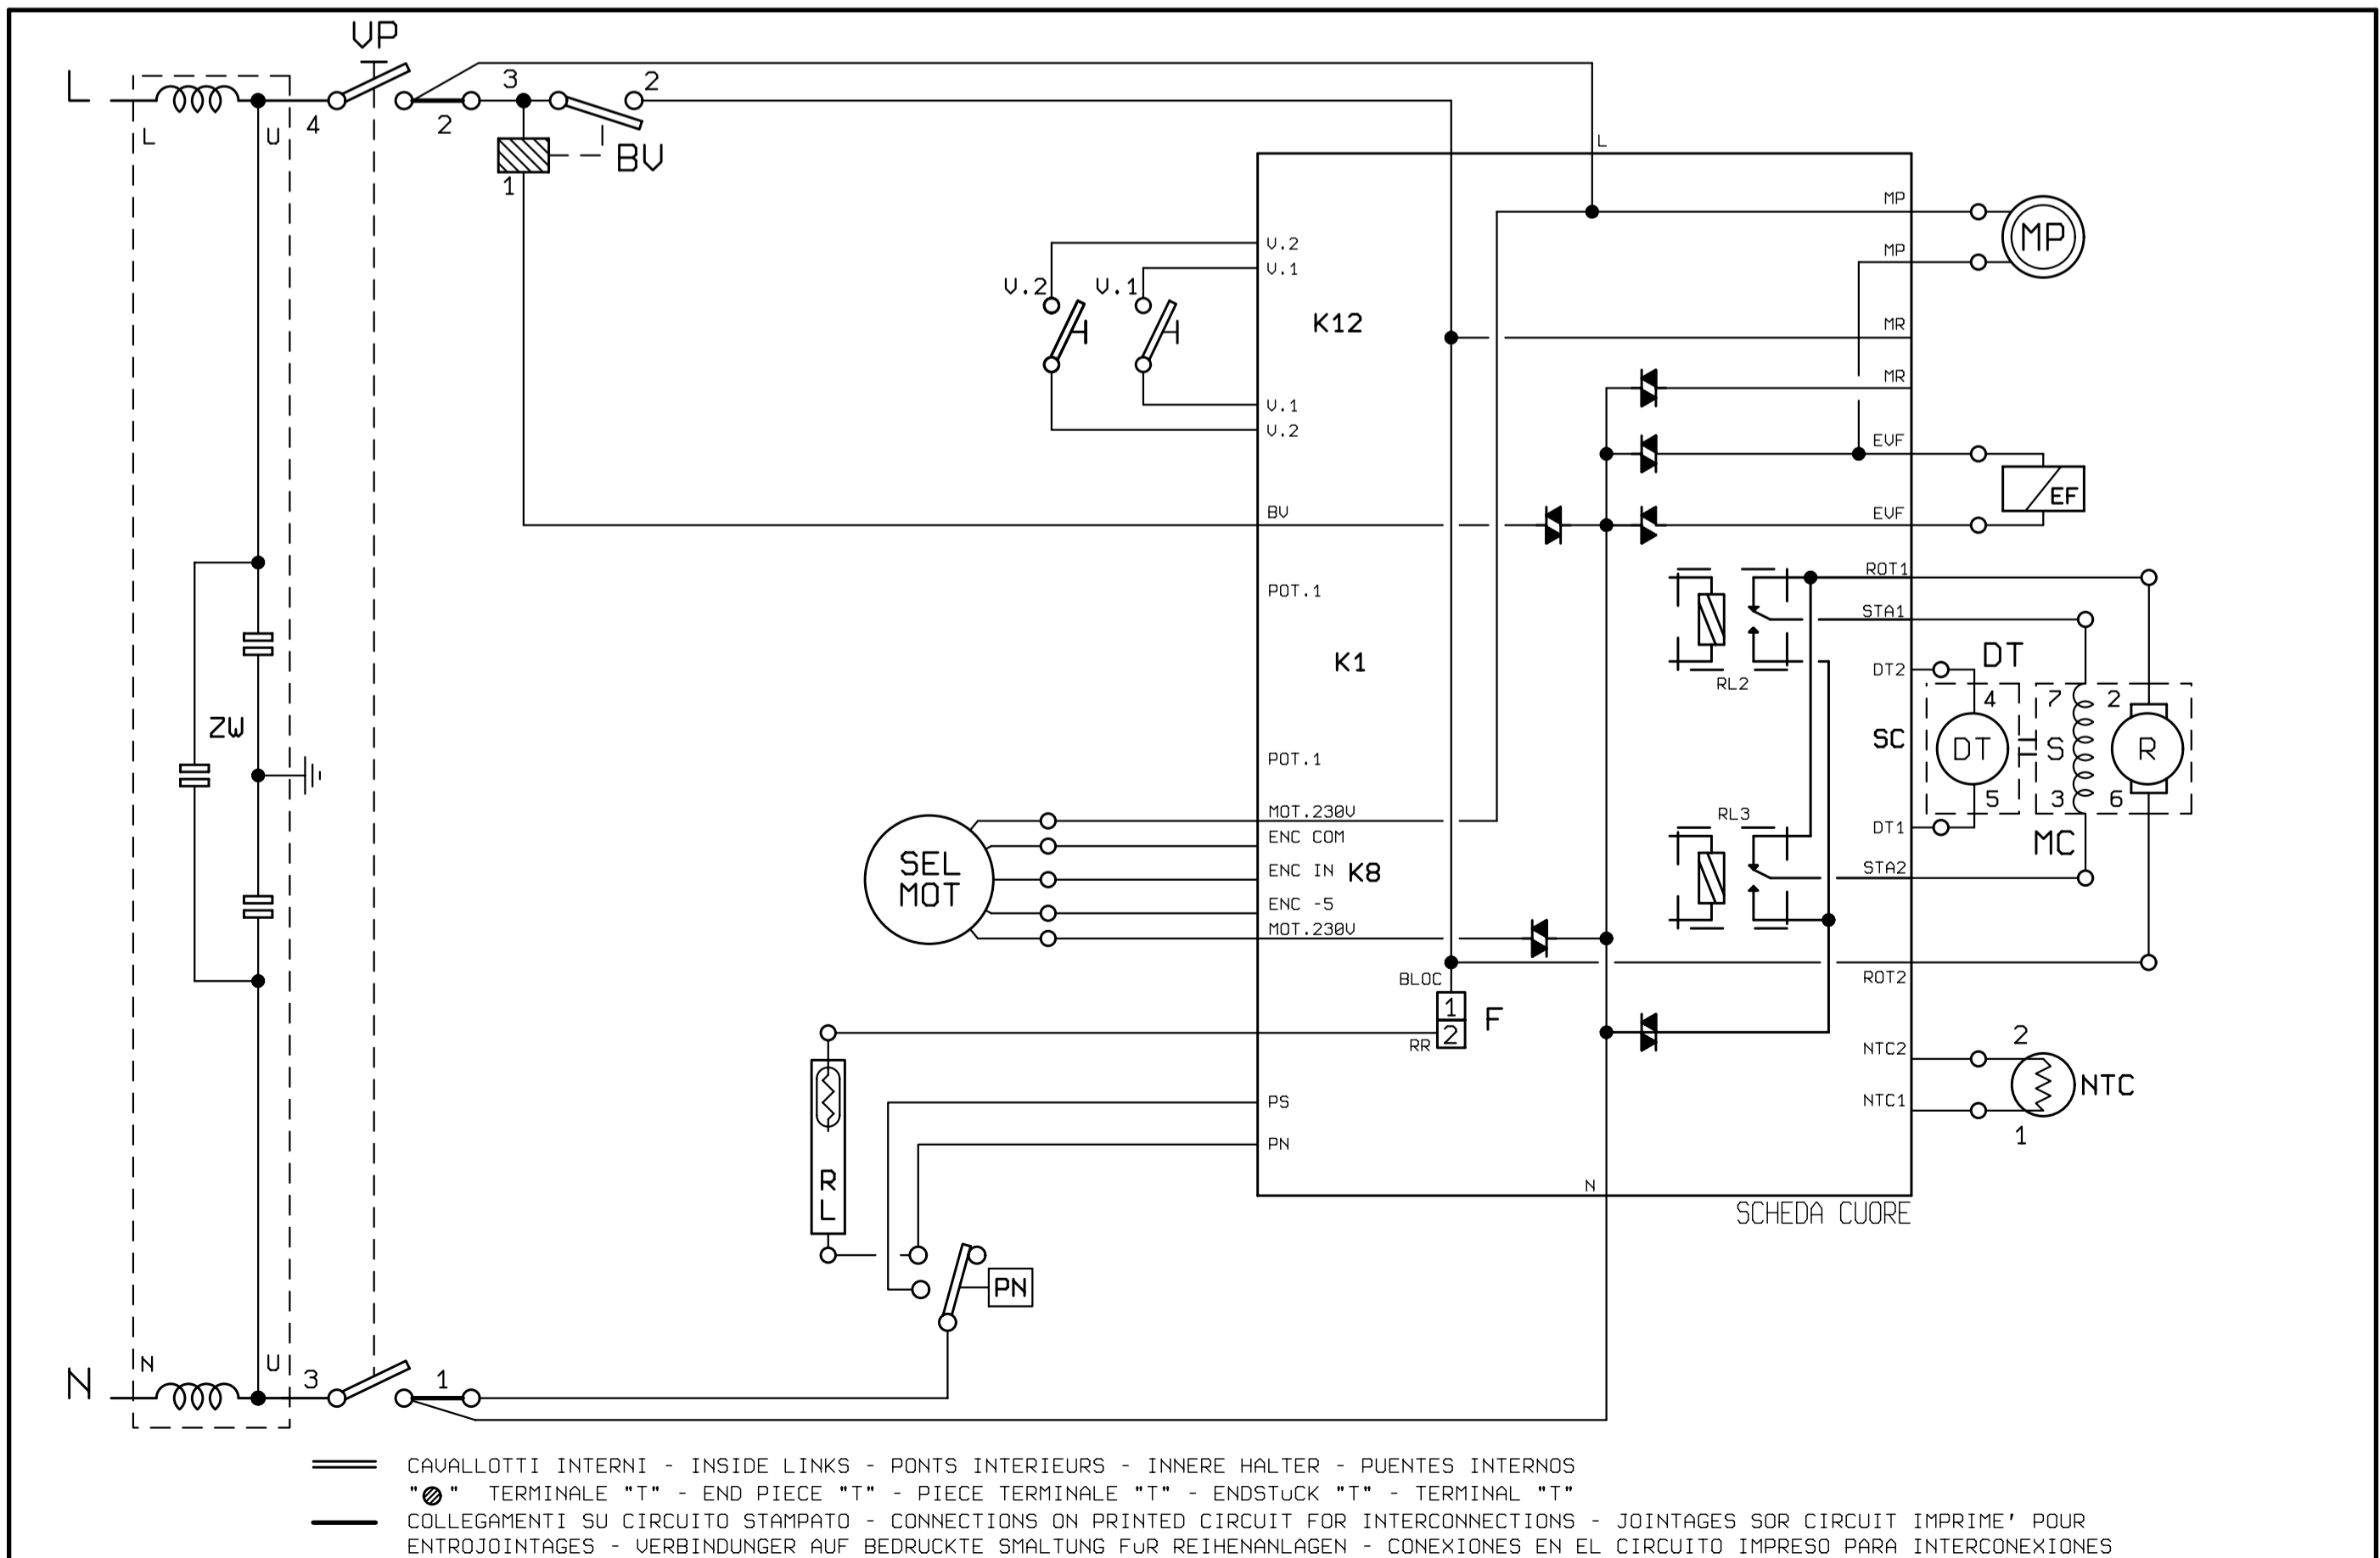 VP
L
3
2
L
U
4
2
BV
1
L
MP
MP
MP
V.2
V.1
V.2
V.1
K12
MR
MR
V.1
V.2
EVF
EF
BV
EVF
ROT1
POT.1
STA1
K1
DT2
DT
RL2
4
7
2
ZW
SC
DT
S
R
POT.1
5
3
6
MOT.230V
RL3
DT1
MC
ENC COM
SEL
MOT
ENC IN
K8
STA2
ENC -5
MOT.230V
BLOC
ROT2
1
F
2
RR
NTC2
2
NTC
NTC1
1
PS
PN
RL
N
SCHEDA CUORE
PN
N
N
U
3
1
CAVALLOTTI INTERNI - INSIDE LINKS - PONTS INTERIEURS - INNERE HALTER - PUENTES INTERNOS
" " TERMINALE "T" - END PIECE "T" - PIECE TERMINALE "T" - ENDSTüCK "T" - TERMINAL "T"
COLLEGAMENTI SU CIRCUITO STAMPATO - CONNECTIONS ON PRINTED CIRCUIT FOR INTERCONNECTIONS - JOINTAGES SOR CIRCUIT IMPRIME' POUR
ENTROJOINTAGES - VERBINDUNGER AUF BEDRUCKTE SMALTUNG FuR REIHENANLAGEN - CONEXIONES EN EL CIRCUITO IMPRESO PARA INTERCONEXIONES